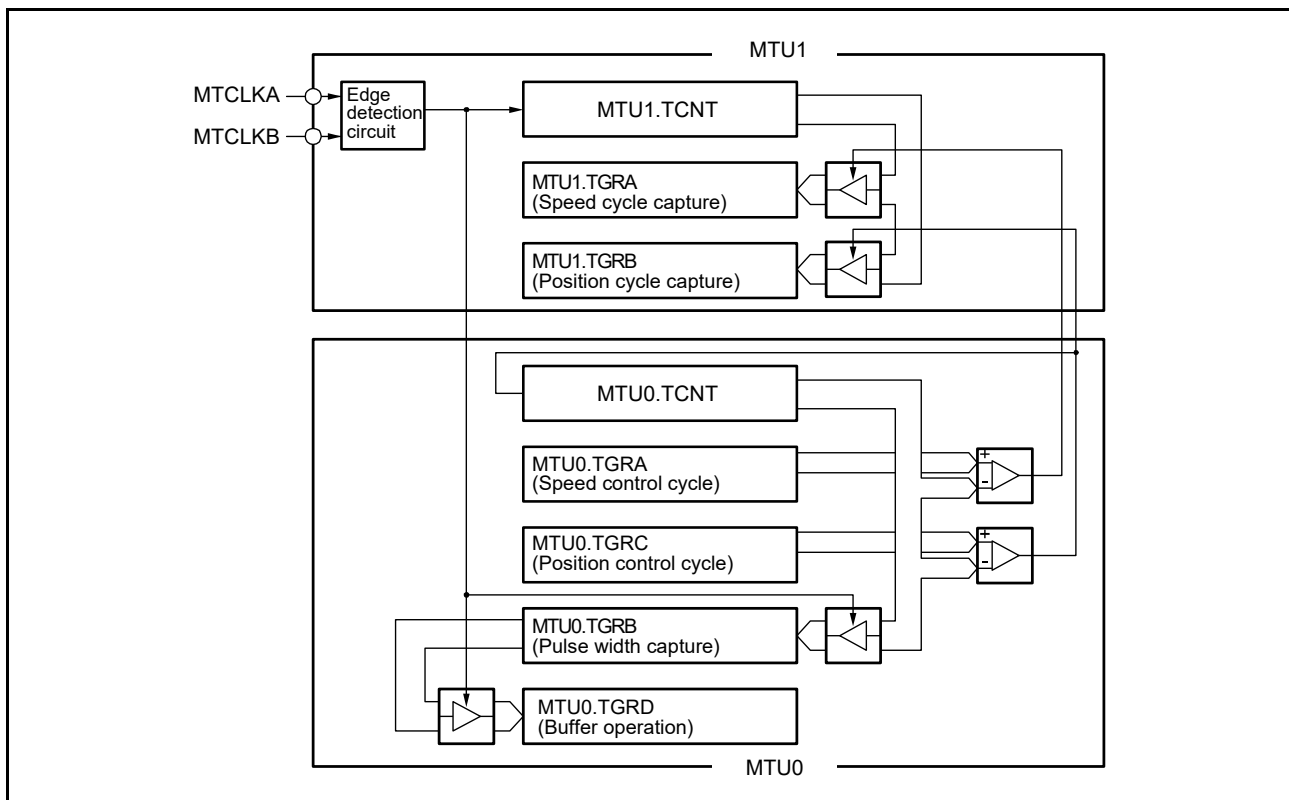 MTU1
MTCLKA
MTCLKB
Edge
detection
circuit
MTU1.TCNT
MTU1.TGRA
(Speed cycle capture)
MTU1.TGRB
(Position cycle capture)
MTU0.TCNT
MTU0.TGRA
(Speed control cycle)
+
-
MTU0.TGRC
(Position control cycle)
+
-
MTU0.TGRB
(Pulse width capture)
MTU0.TGRD
(Buffer operation)
MTU0